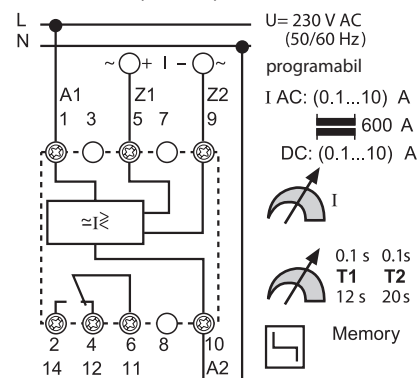 L
U= 230 V AC
N
(50/60 Hz)
~ + I - ~
programabil
A1 Z1 Z2
I AC: (0.1...10) A
1 3 5 7 9
600 A
DC: (0.1...10) A
I
≃I≷
0.1 s 0.1s
T1 T2
12 s 20s
2 4 6 8 10
Memory
14 12 11 A2